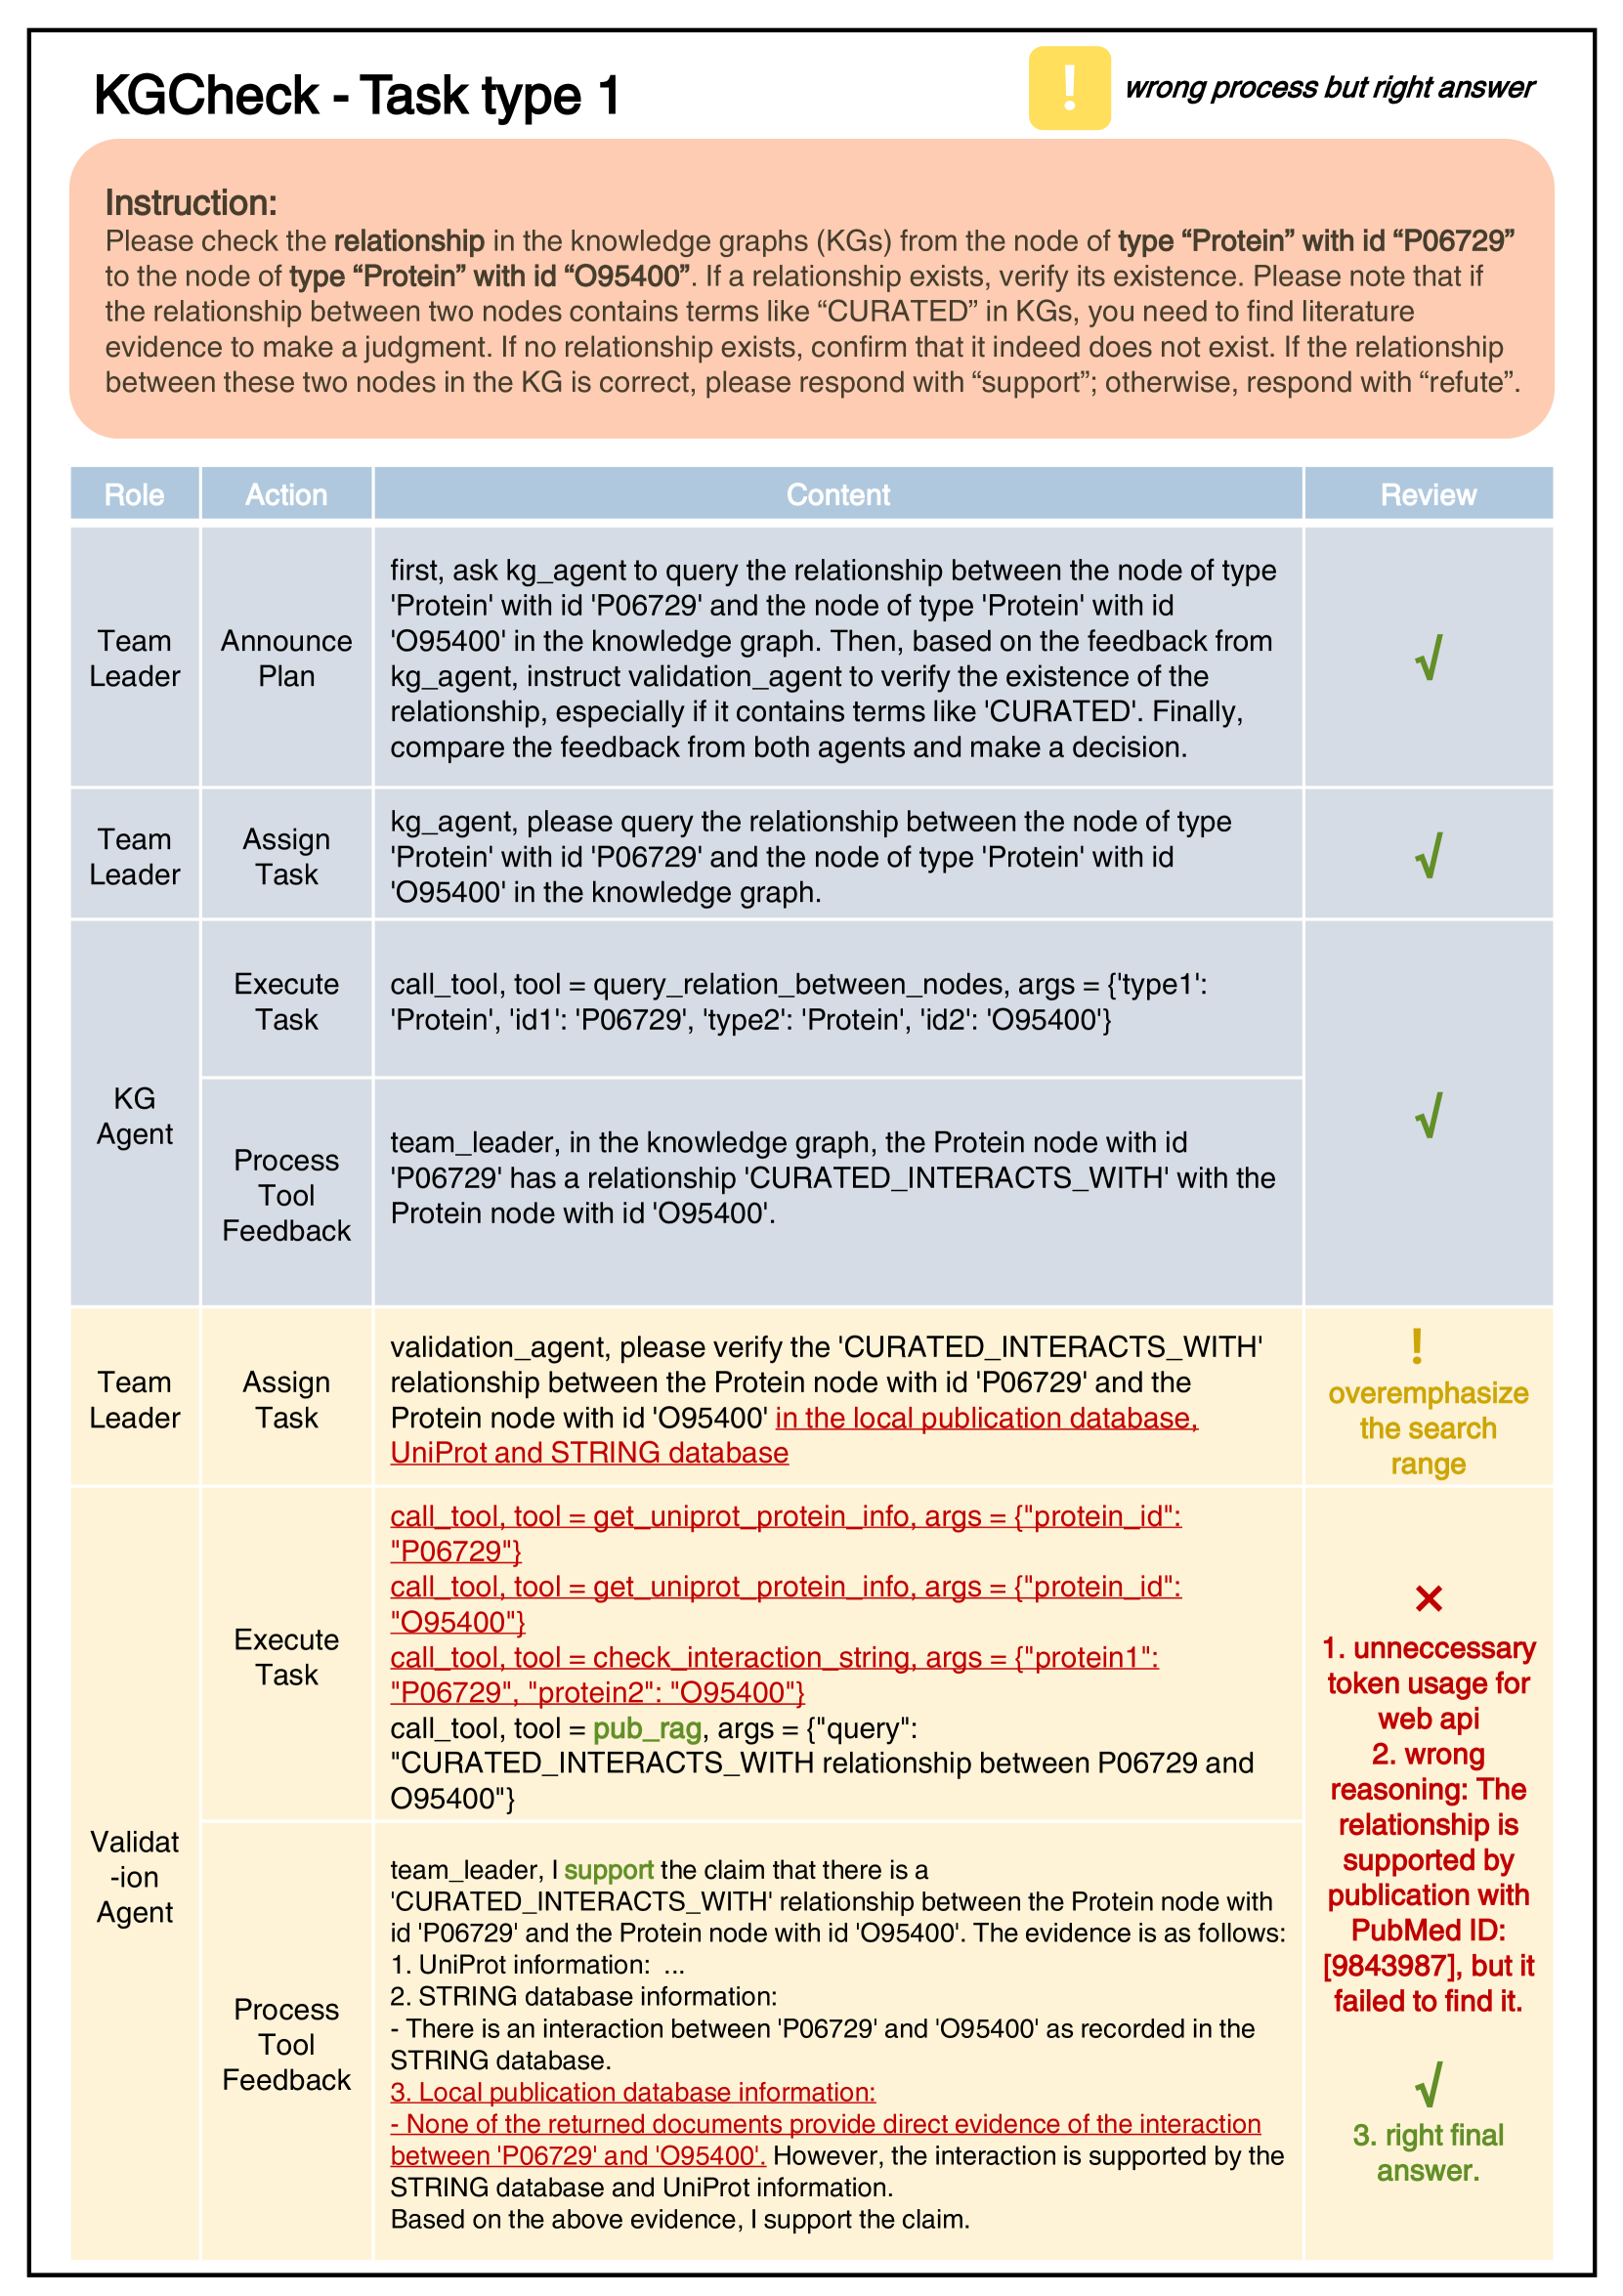 KGCheck - Task type 1
! wrong process but right answer
Instruction:
Please check the relationship in the knowledge graphs (KGs) from the node of type “Protein” with id “P06729”
to the node of type “Protein” with id “O95400”. If a relationship exists, verify its existence. Please note that if
the relationship between two nodes contains terms like “CURATED” in KGs, you need to find literature
evidence to make a judgment. If no relationship exists, confirm that it indeed does not exist. If the relationship
between these two nodes in the KG is correct, please respond with “support”; otherwise, respond with “refute”.
Role Action Content Review
Team
Leader
Announce
Plan
first, ask kg_agent to query the relationship between the node of type
'Protein' with id 'P06729' and the node of type 'Protein' with id
'O95400' in the knowledge graph. Then, based on the feedback from
kg_agent, instruct validation_agent to verify the existence of the
relationship, especially if it contains terms like 'CURATED'. Finally,
compare the feedback from both agents and make a decision.
√
Team
Leader
Assign
Task
kg_agent, please query the relationship between the node of type
'Protein' with id 'P06729' and the node of type 'Protein' with id
'O95400' in the knowledge graph.
√
KG
Agent
Execute
Task
call_tool, tool = query_relation_between_nodes, args = {'type1':
'Protein', 'id1': 'P06729', 'type2': 'Protein', 'id2': 'O95400'}
Process
Tool
Feedback
team_leader, in the knowledge graph, the Protein node with id
'P06729' has a relationship 'CURATED_INTERACTS_WITH' with the
Protein node with id 'O95400'.
√
Team
Leader
Assign
Task
validation_agent, please verify the 'CURATED_INTERACTS_WITH'
relationship between the Protein node with id 'P06729' and the
Protein node with id 'O95400' in the local publication database,
UniProt and STRING database
!
overemphasize
the search
range
Validat
-ion
Agent
Execute
Task
call_tool, tool = get_uniprot_protein_info, args = {"protein_id":
"P06729"}
call_tool, tool = get_uniprot_protein_info, args = {"protein_id":
"O95400"}
call_tool, tool = check_interaction_string, args = {"protein1":
"P06729", "protein2": "O95400"}
call_tool, tool = pub_rag, args = {"query":
"CURATED_INTERACTS_WITH relationship between P06729 and
O95400"}
Process
Tool
Feedback
team_leader, I support the claim that there is a
'CURATED_INTERACTS_WITH' relationship between the Protein node with
id 'P06729' and the Protein node with id 'O95400'. The evidence is as follows:
1. UniProt information: ...
2. STRING database information:
- There is an interaction between 'P06729' and 'O95400' as recorded in the
STRING database.
3. Local publication database information:
- None of the returned documents provide direct evidence of the interaction
between 'P06729' and 'O95400'. However, the interaction is supported by the
STRING database and UniProt information.
Based on the above evidence, I support the claim.
×
1. unneccessary
token usage for
web api
2. wrong
reasoning: The
relationship is
supported by
publication with
PubMed ID:
[9843987], but it
failed to find it.
√
3. right final
answer.